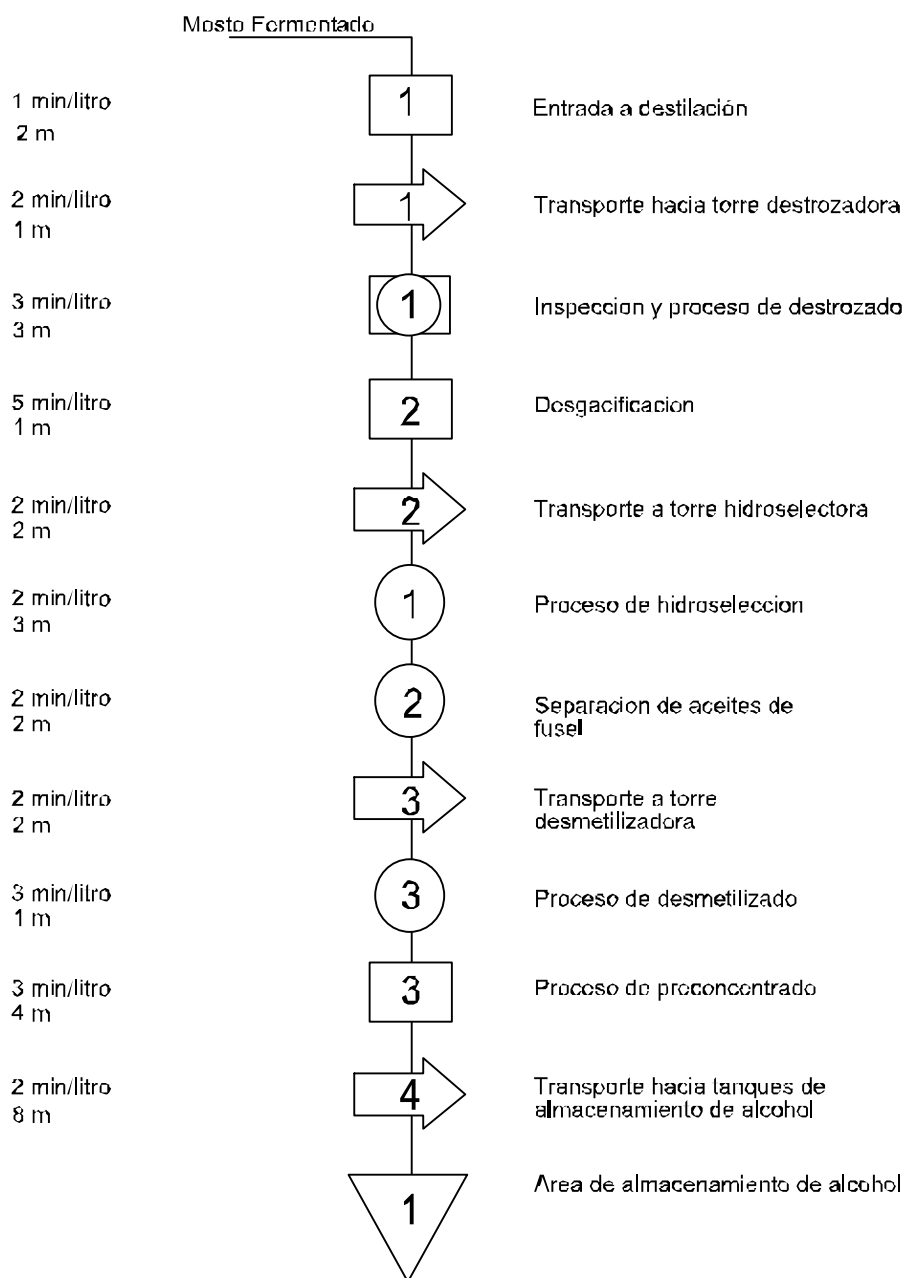 Mosto Fermentado
1 min/litro
2 m
1
Entrada a destilación
2 min/litro
1 m
1
Transporte hacia torre destrozadora
3 min/litro
3 m
1
Inspeccion y proceso de destrozado
5 min/litro
1 m
2
Desgacificacion
2 min/litro
2 m
2
Transporte a torre hidroselectora
2 min/litro
3 m
1
Proceso de hidroseleccion
2 min/litro
2 m
2
Separacion de aceites de
fusel
2 min/litro
2 m
3
Transporte a torre
desmetilizadora
3 min/litro
1 m
3
Proceso de desmetilizado
3 min/litro
4 m
3
Proceso de preconcentrado
2 min/litro
8 m
4
Transporte hacia tanques de
almacenamiento de alcohol
1
Area de almacenamiento de alcohol